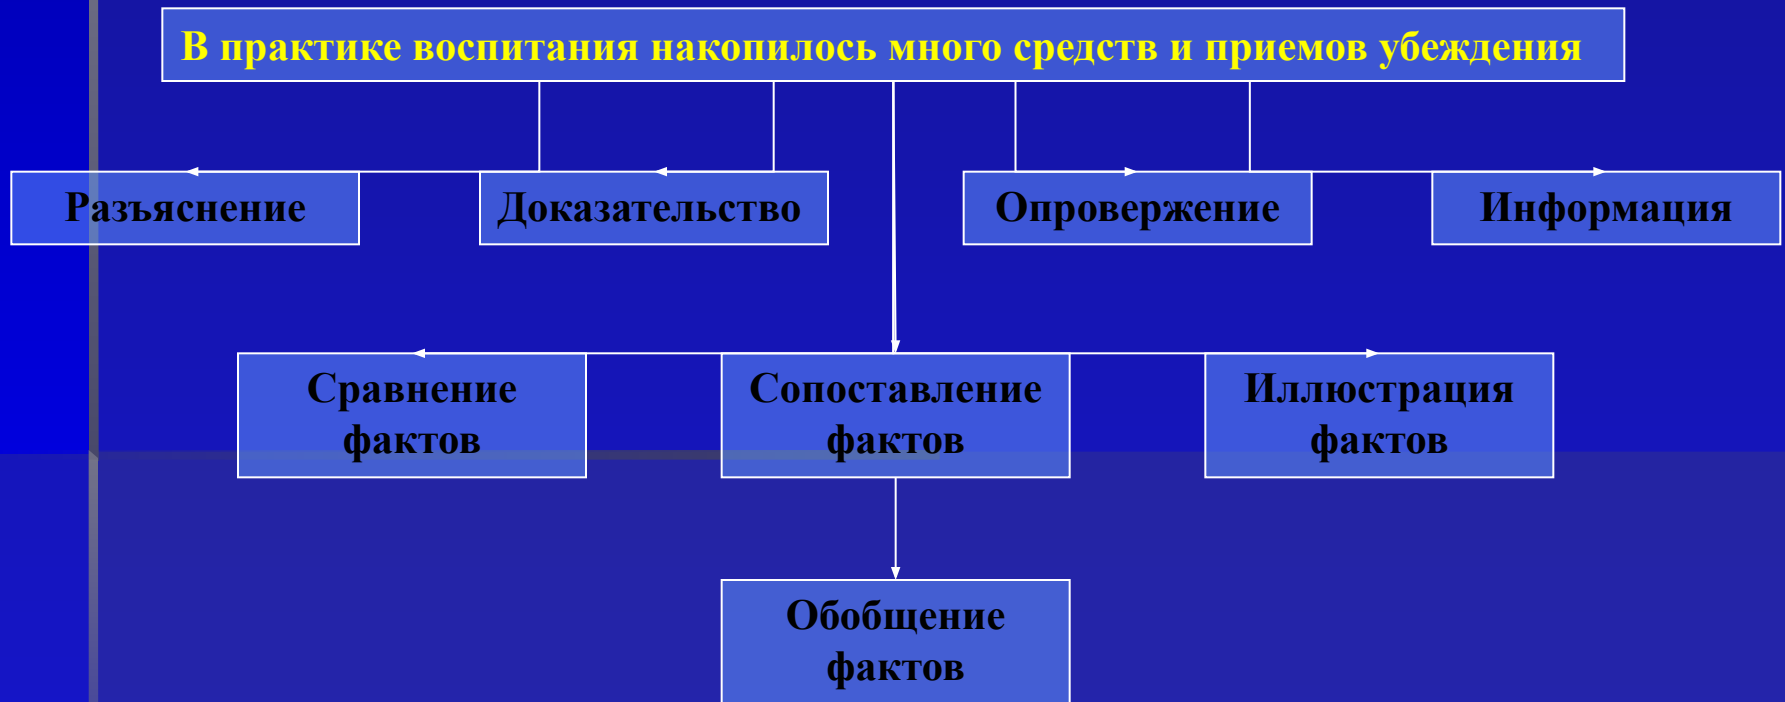 В практике воспитания накопилось много средств и приемов убеждения
Разъяснение
Доказательство
Опровержение
Информация
Сравнение
фактов
Сопоставление
фактов
Иллюстрация
фактов
Обобщение
фактов